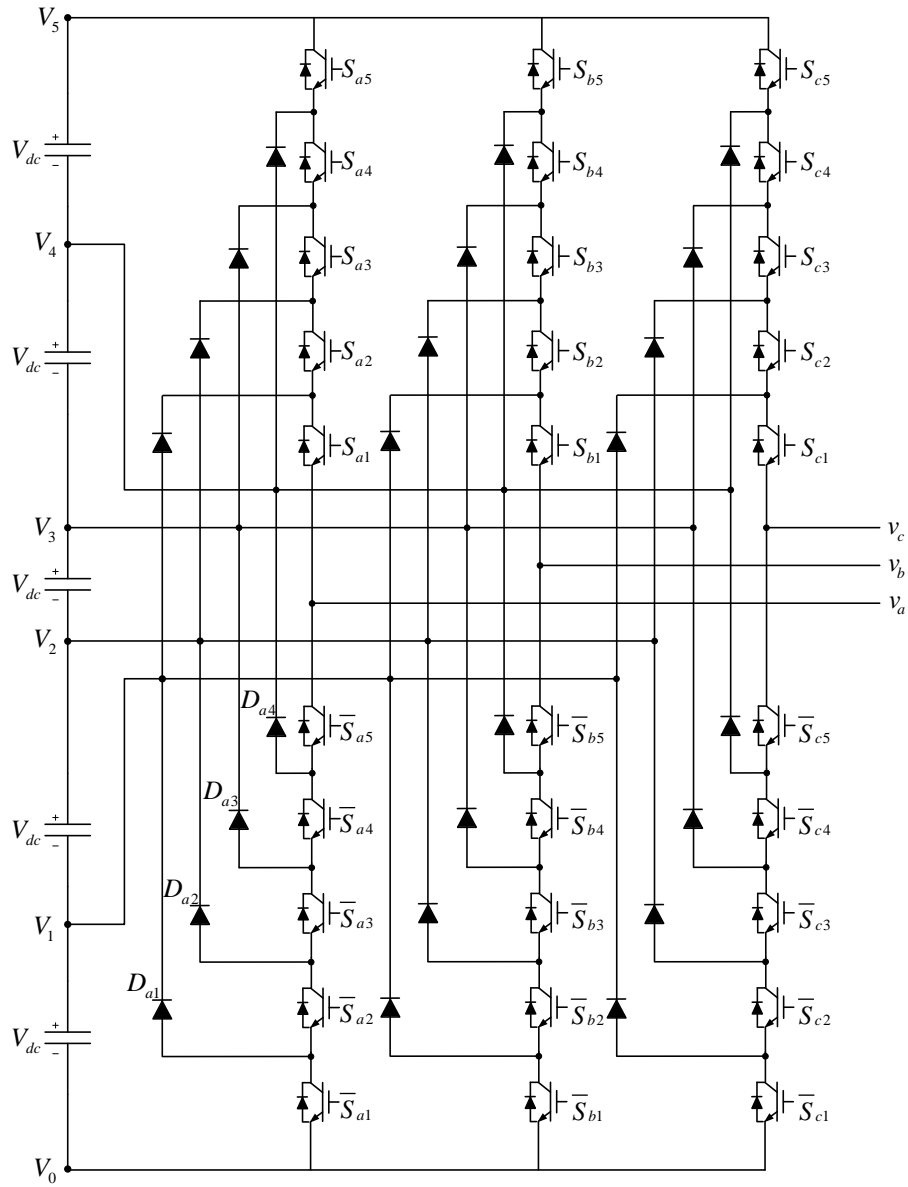 V5
Sa5 Sb5 Sc5
+
Vdc
−
Sa4 Sb4 Sc4
V4
Sa3 Sb3 Sc3
+
Vdc
−
Sa2 Sb2 Sc2
Sa1 Sb1 Sc1
V3
vc
+
Vdc
−
vb
va
V2
Da4 S̅a5 S̅b5 S̅c5
Da3
+
Vdc
−
S̅a4 S̅b4 S̅c4
Da2
V1
S̅a3 S̅b3 S̅c3
Da1
S̅a2 S̅b2 S̅c2
+
Vdc
−
S̅a1 S̅b1 S̅c1
V0